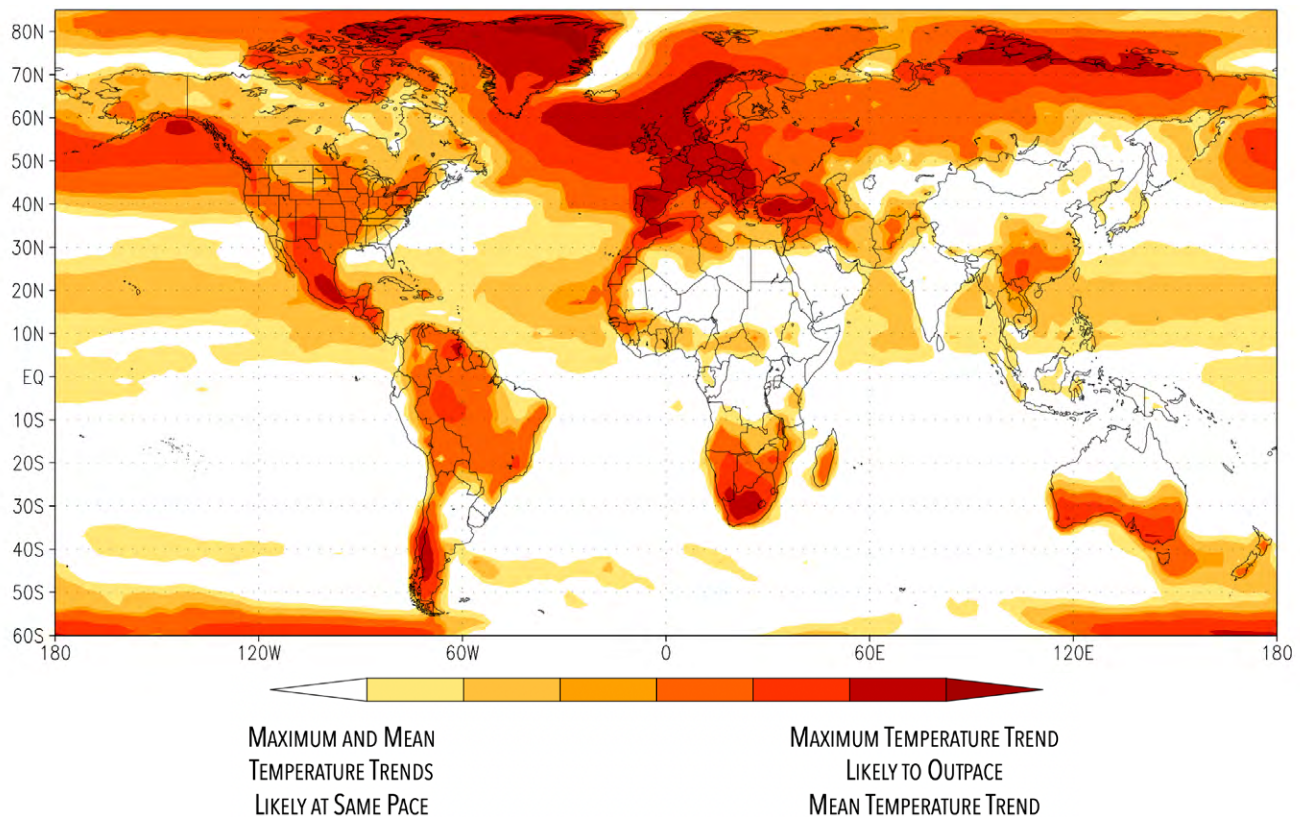 80N
70N
60N
50N
40N
30N
20N
10N
EQ
10S
20S
30S
40S
50S
60S
180 120W 60W 0 60E 120E 180
MAXIMUM AND MEAN
TEMPERATURE TRENDS
LIKELY AT SAME PACE
MAXIMUM TEMPERATURE TREND
LIKELY TO OUTPACE
MEAN TEMPERATURE TREND